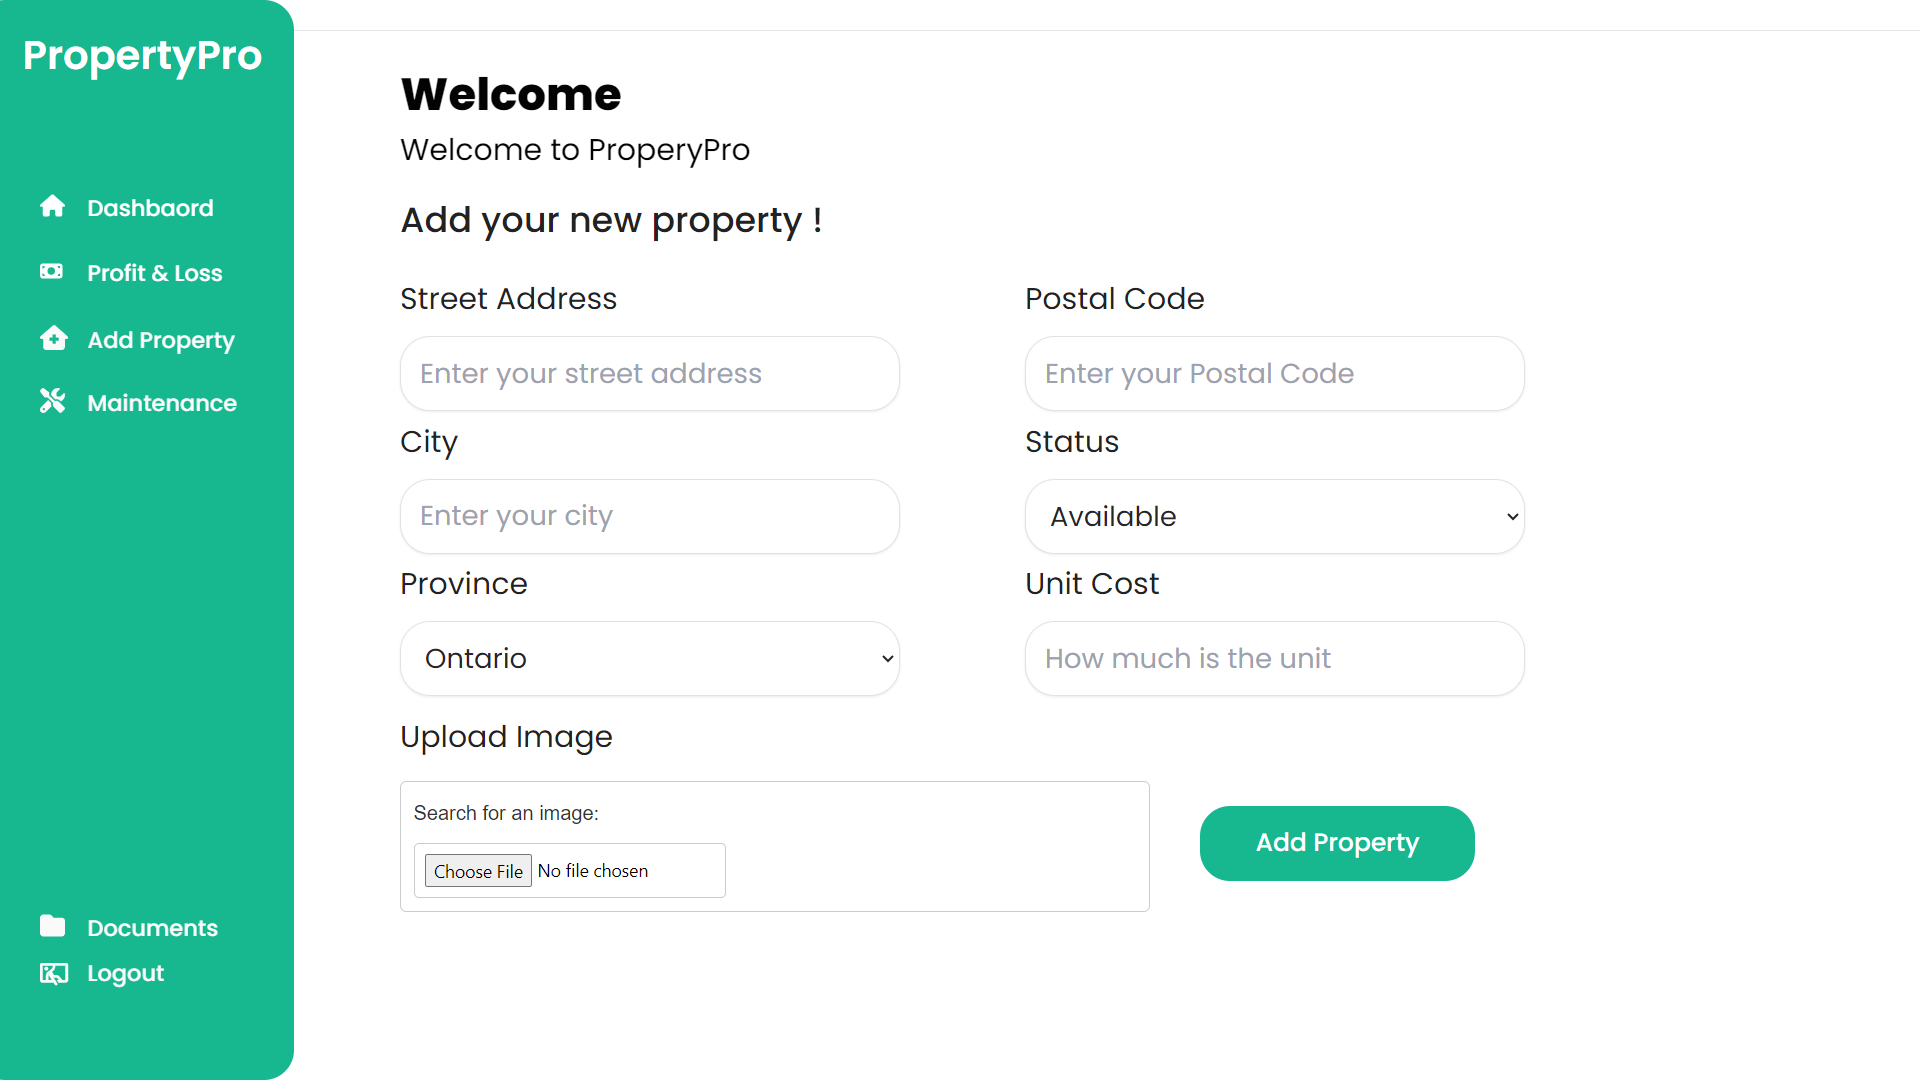 PropertyPro
Dashbaord
Profit & Loss
Add Property
Maintenance
Documents
Logout
Welcome
Welcome to ProperyPro
Add your new property !
Street Address
Enter your street address
Postal Code
Enter your Postal Code
City
Enter your city
Status
Available
Province
Ontario
Unit Cost
How much is the unit
Upload Image
Search for an image:
Choose File No file chosen
Add Property